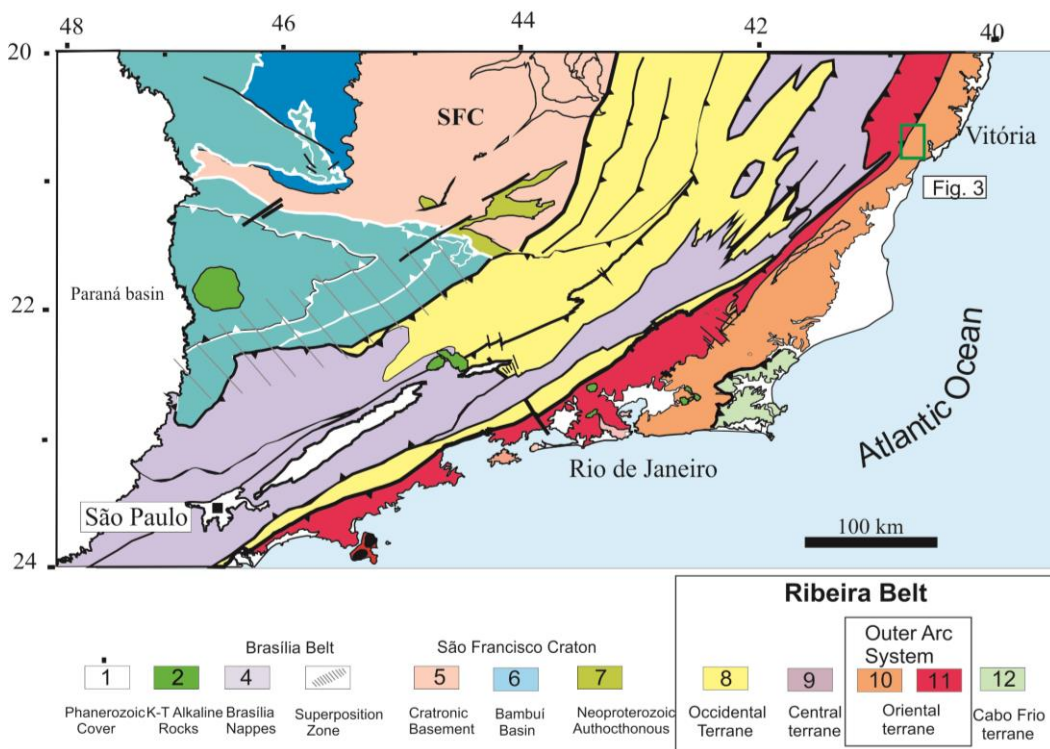 48
46
44
42
40
20
SFC
Vitória
Fig. 3
22
Paraná basin
Atlantic Ocean
Rio de Janeiro
São Paulo
100 km
24
Ribeira Belt
Brasília Belt
São Francisco Craton
Outer Arc
System
1
2
4
5
6
7
8
9
10
11
12
Phanerozoic
Cover
K-T Alkaline
Rocks
Brasília
Nappes
Superposition
Zone
Cratronic
Basement
Bambuí
Basin
Neoproterozoic
Authocthonous
Occidental
Terrane
Central
terrane
Oriental
terrane
Cabo Frio
terrane